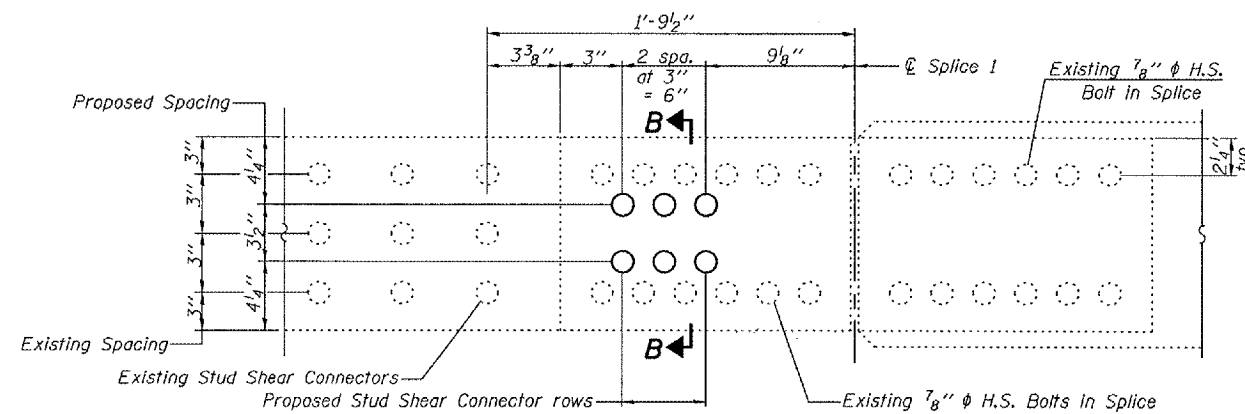 1'-9½"
3⅜"
3"
2 spa.
at 3"
= 6"
9⅛"
℄ Splice 1
Existing ⅞" ϕ H.S.
Bolt in Splice
Proposed Spacing
B
3"
3"
3"
3"
4¼"
3½"
4¼"
2¼"
typ.
B
Existing Spacing
Existing Stud Shear Connectors
Proposed Stud Shear Connector rows
Existing ⅞" ϕ H.S. Bolts in Splice